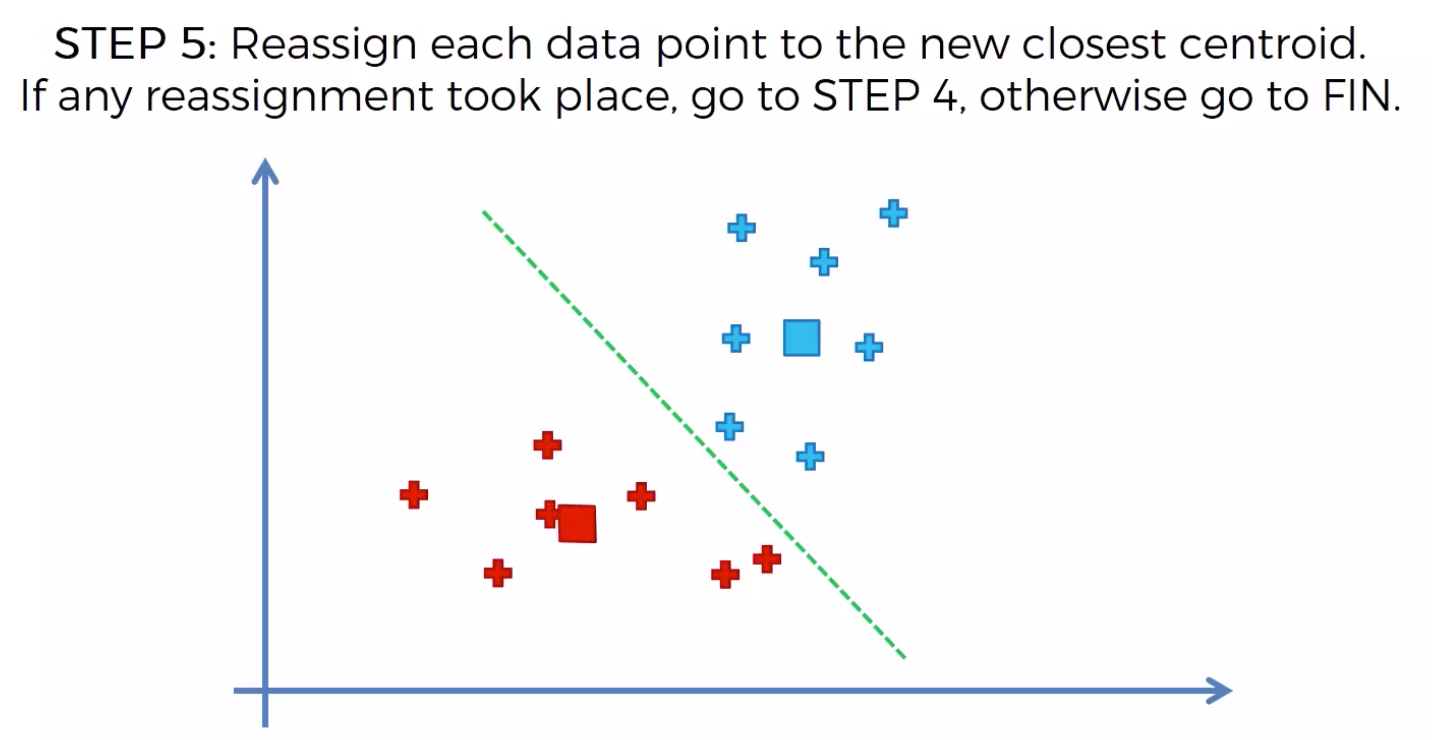 STEP 5: Reassign each data point to the new closest centroid.
If any reassignment took place, go to STEP 4, otherwise go to FIN.